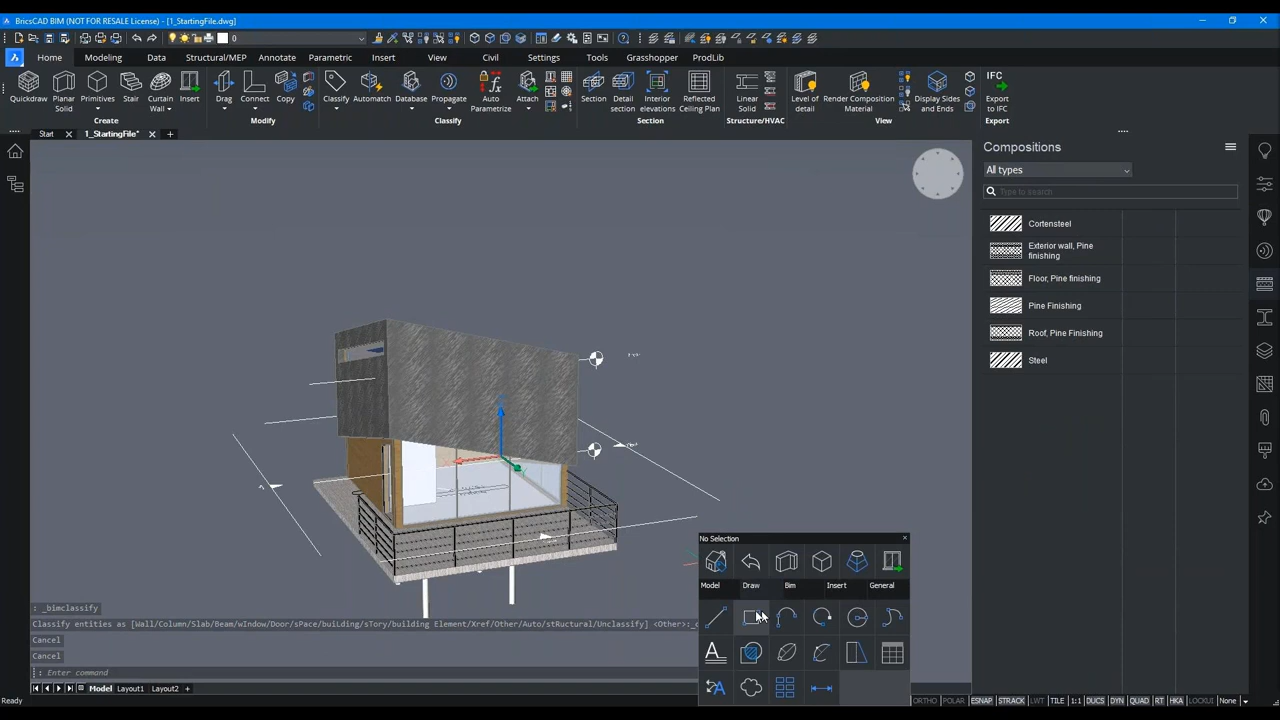 BricsCAD BIM (NOT FOR RESALE License) - [1_StartingFile.dwg]
0
Home Modeling Data Parametric Structural/MEP Annotate Insert Civil View Settings Tools Grasshopper ProdLib
Quickdraw Planar Solid Primitives Stair Curtain Wall Insert Drag Connect Copy Classify Automatch Database Propagate Auto Parametrize Attach Section Detail section Interior elevations Reflected Ceiling Plan Linear Solid Level of detail Render Composition Material Display Sides and Ends IFC Export to IFC
Create Modify Classify Section Structure/HVAC View Export
Start 1_StartingFile*
Compositions
All types
Type to search
Cortensteel
Exterior wall, Pine
finishing
Floor, Pine finishing
Pine Finishing
Roof, Pine Finishing
Steel
No Selection
Model Draw Bim Insert General
: _bimclassify
Classify entities as [Wall/Column/Slab/Beam/wIndow/Door/sPace/builLding/sTory/building Element/Xref/Other/Auto/stRuctural/Unclassify] <Other>:_
Cancel
Cancel
: Enter command
Model Layout1 Layout2 +
Ready
ORTHO POLAR ESNAP STRACK LWT TILE 1:1 DUCS DYN QUAD RT HKA LOCKUI None